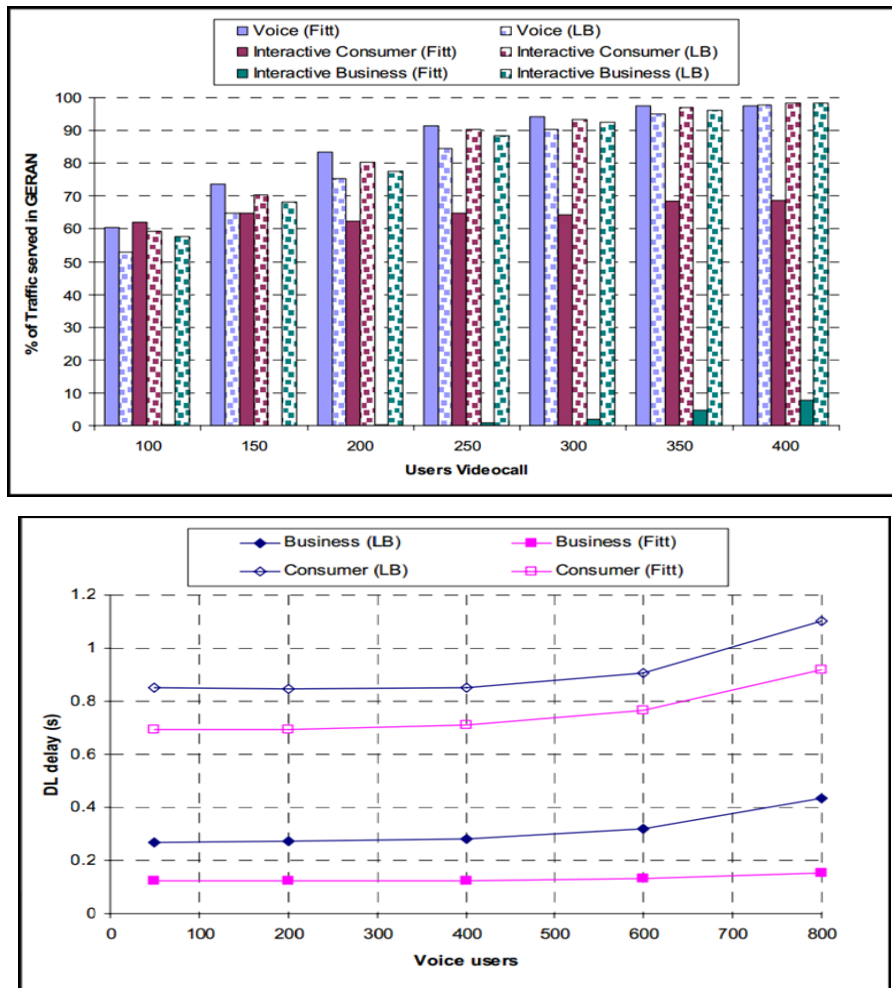 Voice (Fitt) Voice (LB)
Interactive Consumer (Fitt) Interactive Consumer (LB)
Interactive Business (Fitt) Interactive Business (LB)
% of Traffic served in GERAN
100
90
80
70
60
50
40
30
20
10
0
100 150 200 250 300 350 400
Users Videocall
Business (LB) Business (Fitt)
Consumer (LB) Consumer (Fitt)
DL delay (s)
1.2
1
0.8
0.6
0.4
0.2
0
0 100 200 300 400 500 600 700 800
Voice users